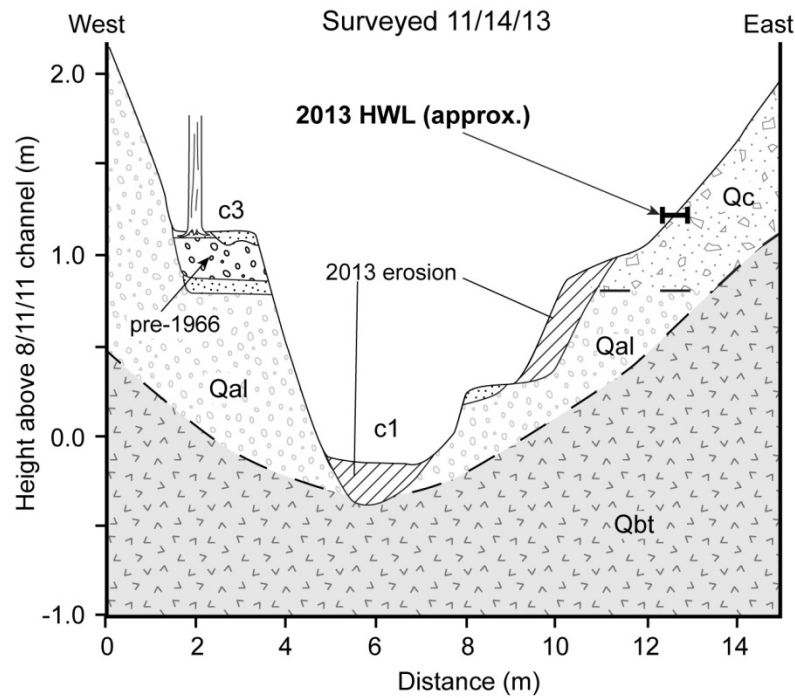 West
Surveyed 11/14/13
East
2013 HWL (approx.)
c3
Qc
2013 erosion
pre-1966
Qal
Qal
c1
Qbt
Height above 8/11/11 channel (m)
2.0
1.0
0.0
-1.0
0 2 4 6 8 10 12 14
Distance (m)